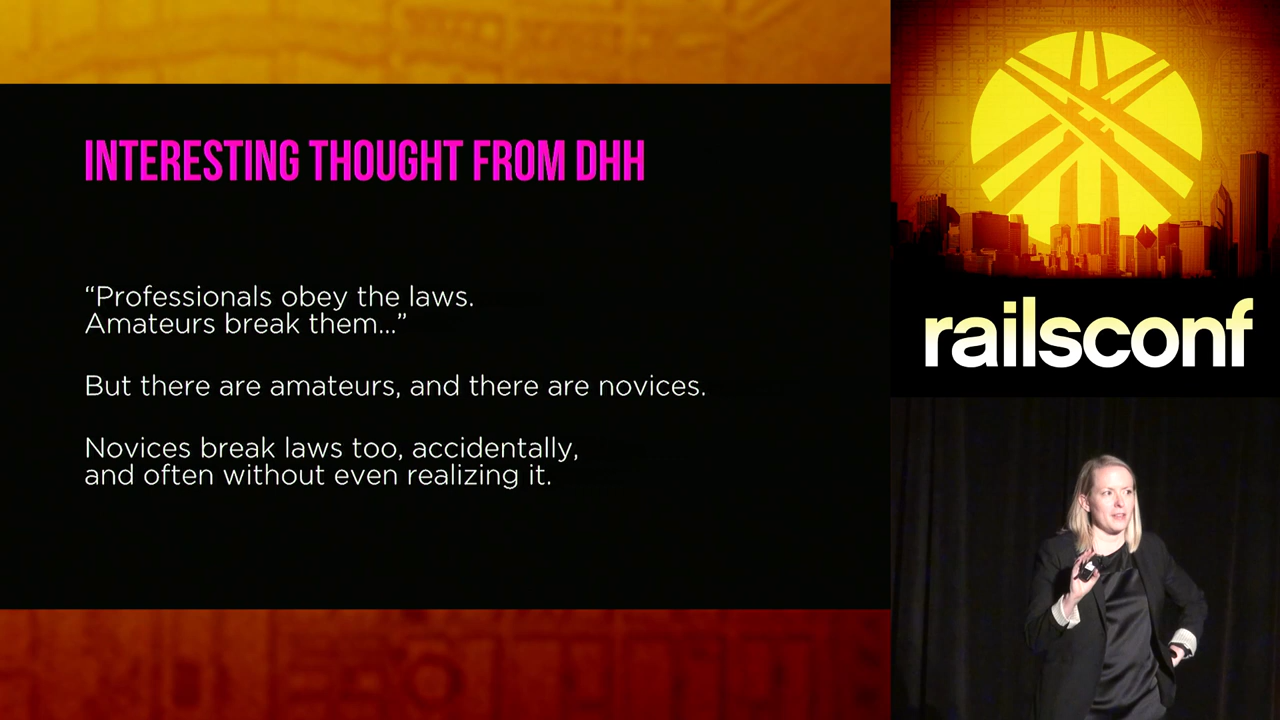 INTERESTING THOUGHT FROM DHH
“Professionals obey the laws.
Amateurs break them...”
But there are amateurs, and there are novices.
Novices break laws too, accidentally,
and often without even realizing it.
railsconf